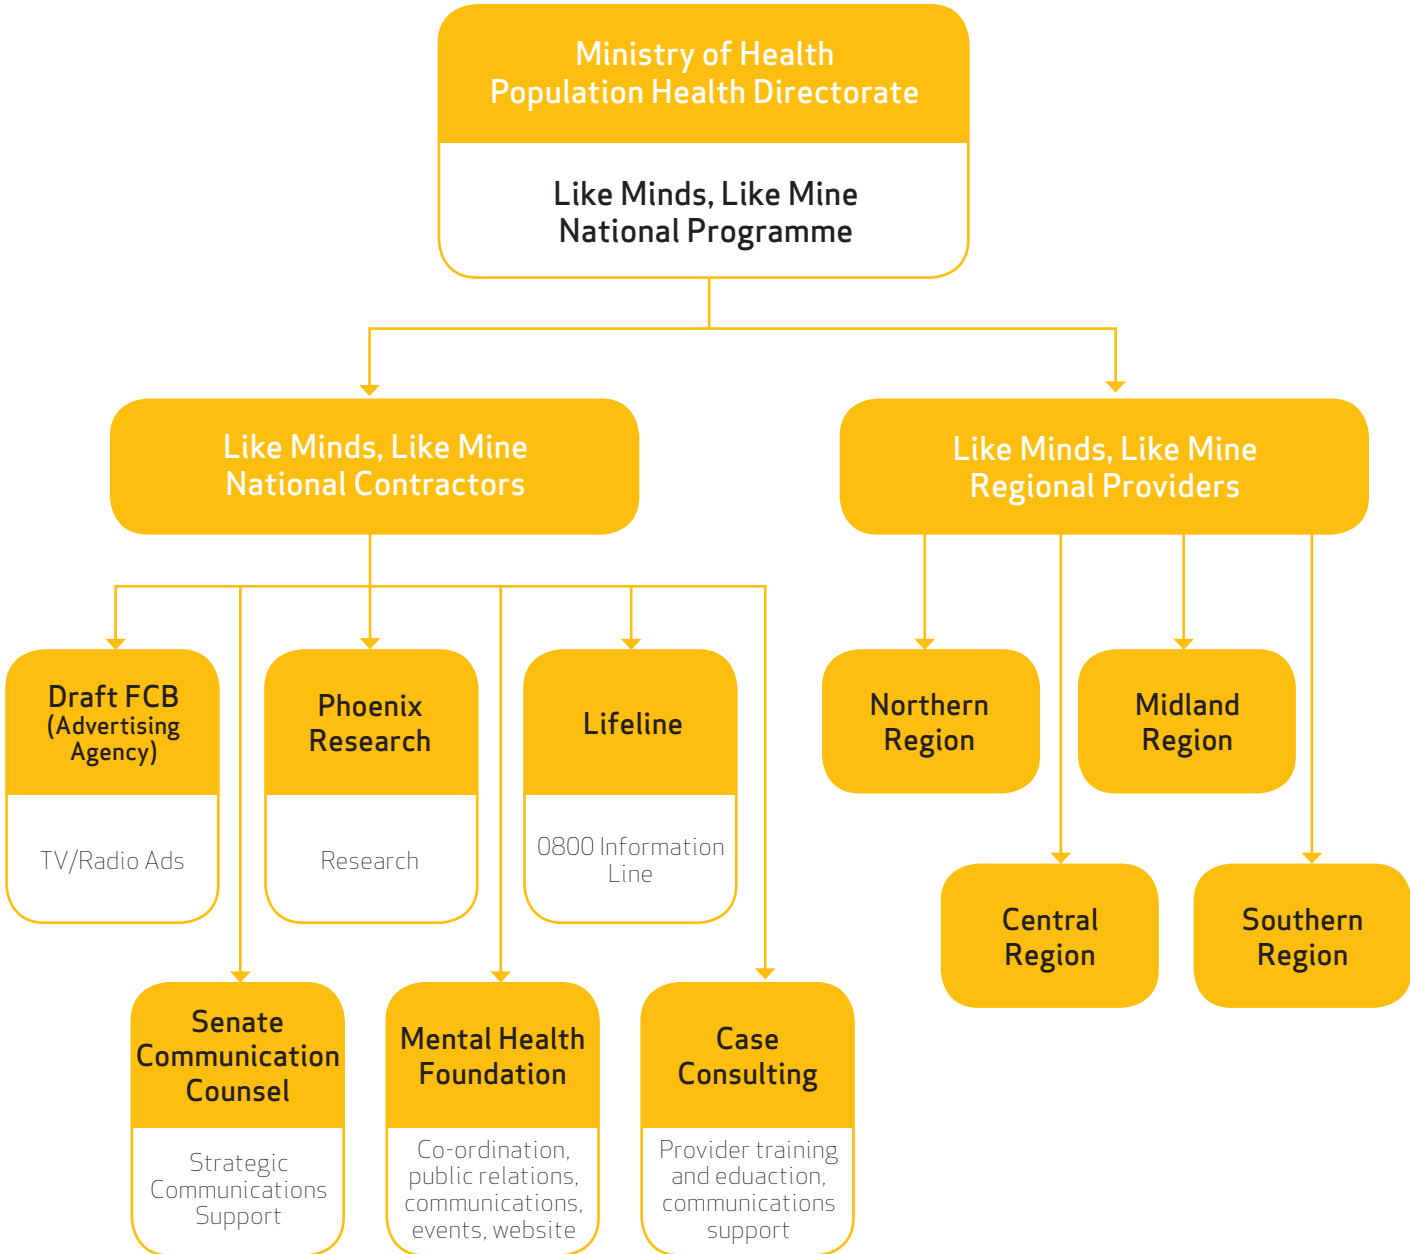 Ministry of Health
Population Health Directorate
Like Minds, Like Mine
National Programme
Like Minds, Like Mine
National Contractors
Like Minds, Like Mine
Regional Providers
Draft FCB
(Advertising
Agency)
TV/Radio Ads
Phoenix
Research
Research
Lifeline
0800 Information
Line
Northern
Region
Midland
Region
Central
Region
Southern
Region
Senate
Communication
Counsel
Strategic
Communications
Support
Mental Health
Foundation
Co-ordination,
public relations,
communications,
events, website
Case
Consulting
Provider training
and eduaction,
communications
support